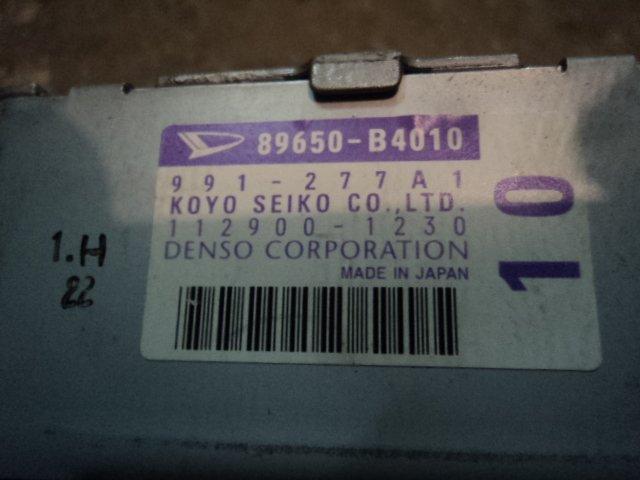 89650-B4010
991-277A1
KOYO SEIKO CO.,LTD.
112900-1230
DENSO CORPORATION
MADE IN JAPAN
10
1.H
22